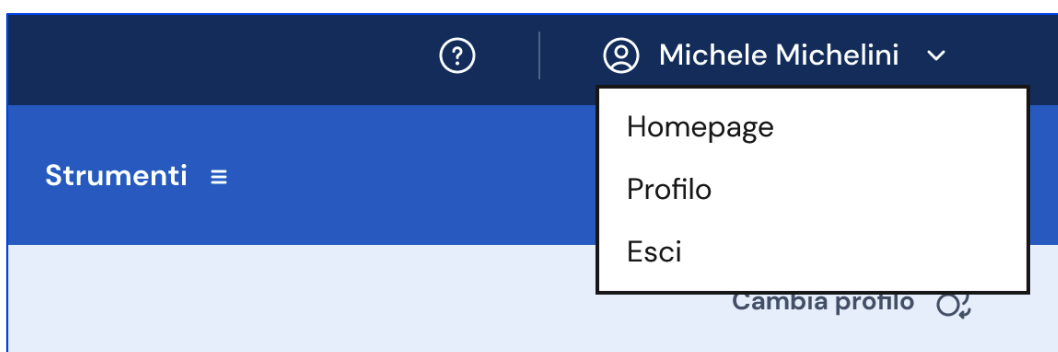 Michele Michelini
Strumenti
Homepage
Profilo
Esci
Cambia profilo